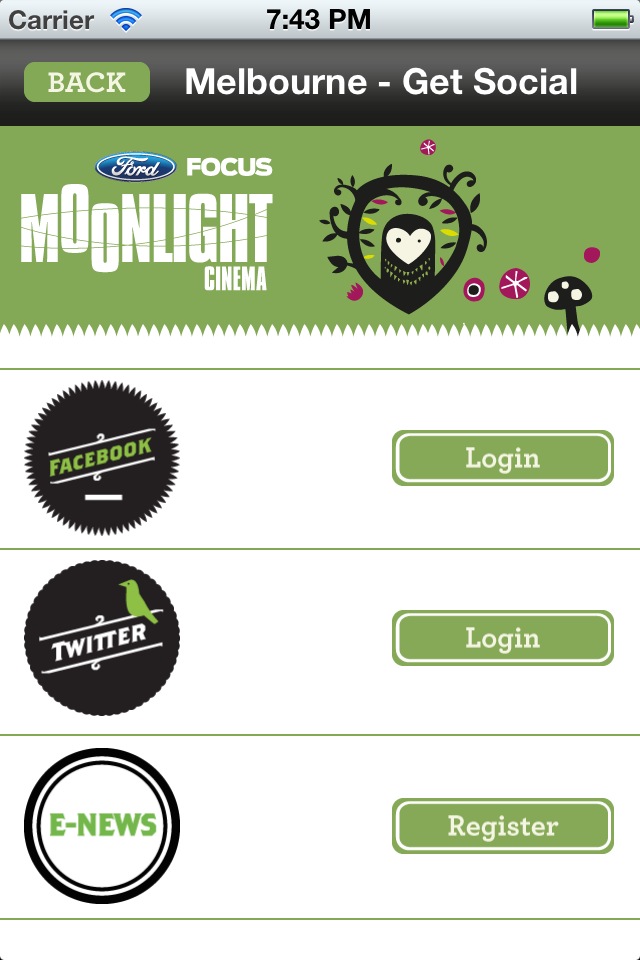 Carrier 7:43 PM
BACK Melbourne - Get Social
Ford FOCUS
MOONLIGHT
CINEMA
FACEBOOK
Login
TWITTER
Login
E-NEWS
Register